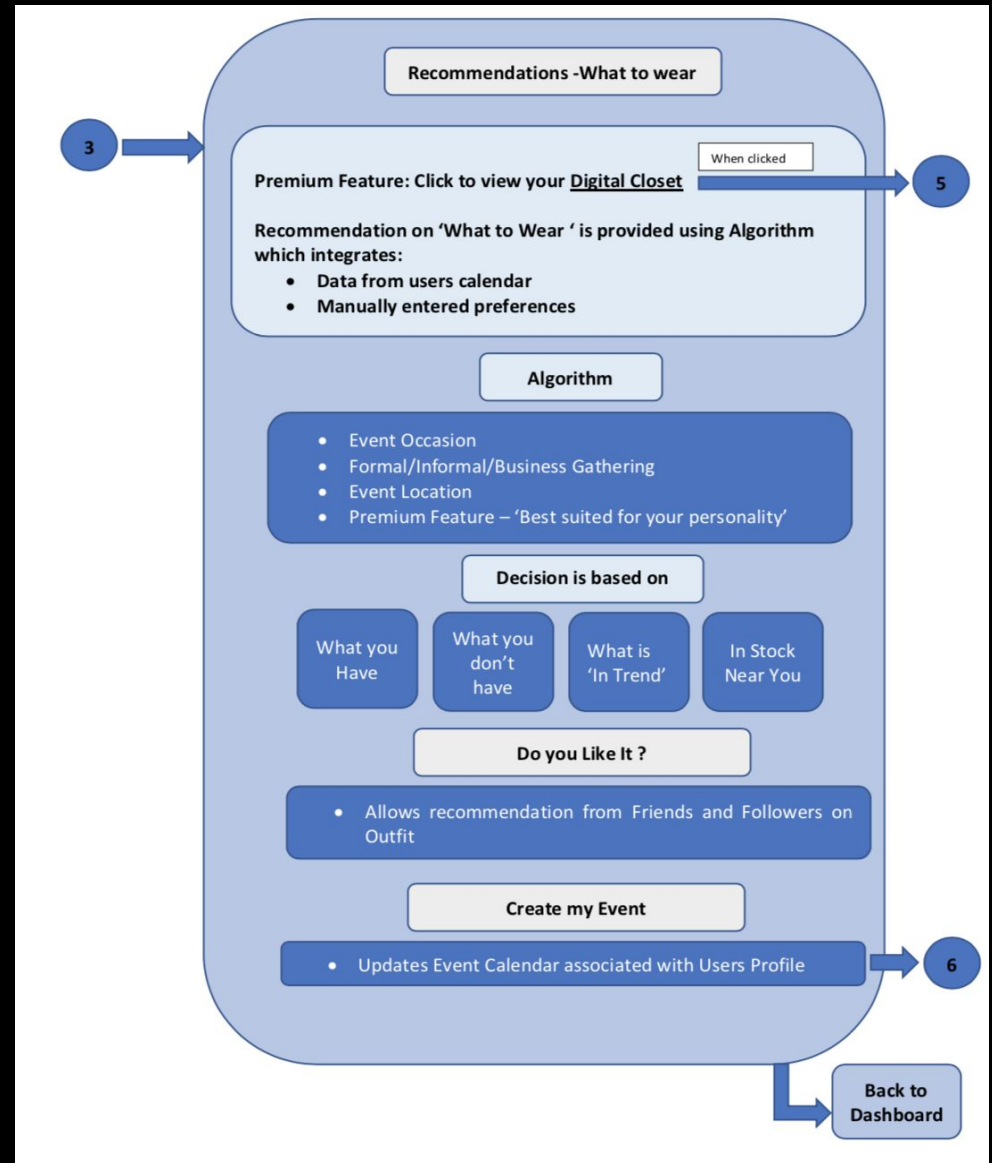 Recommendations -What to wear
3
When clicked
Premium Feature: Click to view your Digital Closet
5
Recommendation on ‘What to Wear ‘ is provided using Algorithm
which integrates:
• Data from users calendar
• Manually entered preferences
Algorithm
• Event Occasion
• Formal/Informal/Business Gathering
• Event Location
• Premium Feature – ‘Best suited for your personality’
Decision is based on
What you
Have
What you
don’t
have
What is
‘In Trend’
In Stock
Near You
Do you Like It ?
• Allows recommendation from Friends and Followers on
Outfit
Create my Event
• Updates Event Calendar associated with Users Profile
6
Back to
Dashboard